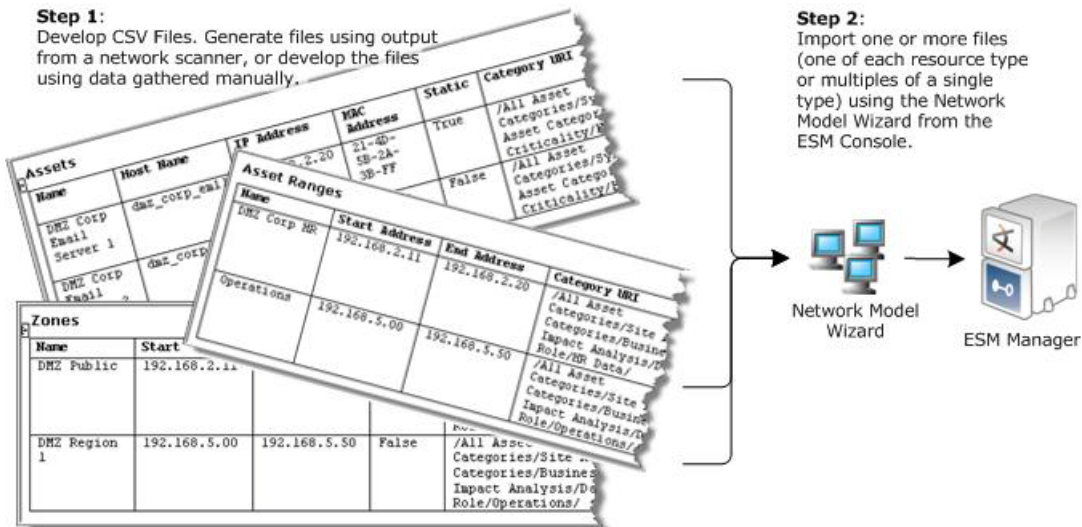 Step 1:
Develop CSV Files. Generate files using output
from a network scanner, or develop the files
using data gathered manually.
Step 2:
Import one or more files
(one of each resource type
or multiples of a single
type) using the Network
Model Wizard from the
ESM Console.
Assets
Name Host Name IP Address MAC Address Static Category URI
DMZ Corp Email Server 1
.2.20
21-4D-
5B-2A-
3B-FF
True
/All Asset
Categories/
Asset
Criticality/
DMZ Corp Email
dmz_corp
False
/All Asset
Categories/
Asset
Criticality/
Asset Ranges
Name Start Address End Address Category URI
DMZ Corp HR 192.168.2.11 192.168.2.20
/All Asset
Categories/Site
Categories/
Impact Analysis/
Role/HR Data/
Operations 192.168.5.00 192.168.5.50
/All Asset
Categories/Site
Categories/
Impact Analysis/
Role/Operations/
Zones
Name Start
DMZ Public 192.168.2.11
DMZ Region 1 192.168.5.00 192.168.5.50 False
/All
Categories/Site
Categories/
Impact Analysis/
Role/Operations/
Network Model
Wizard
ESM Manager